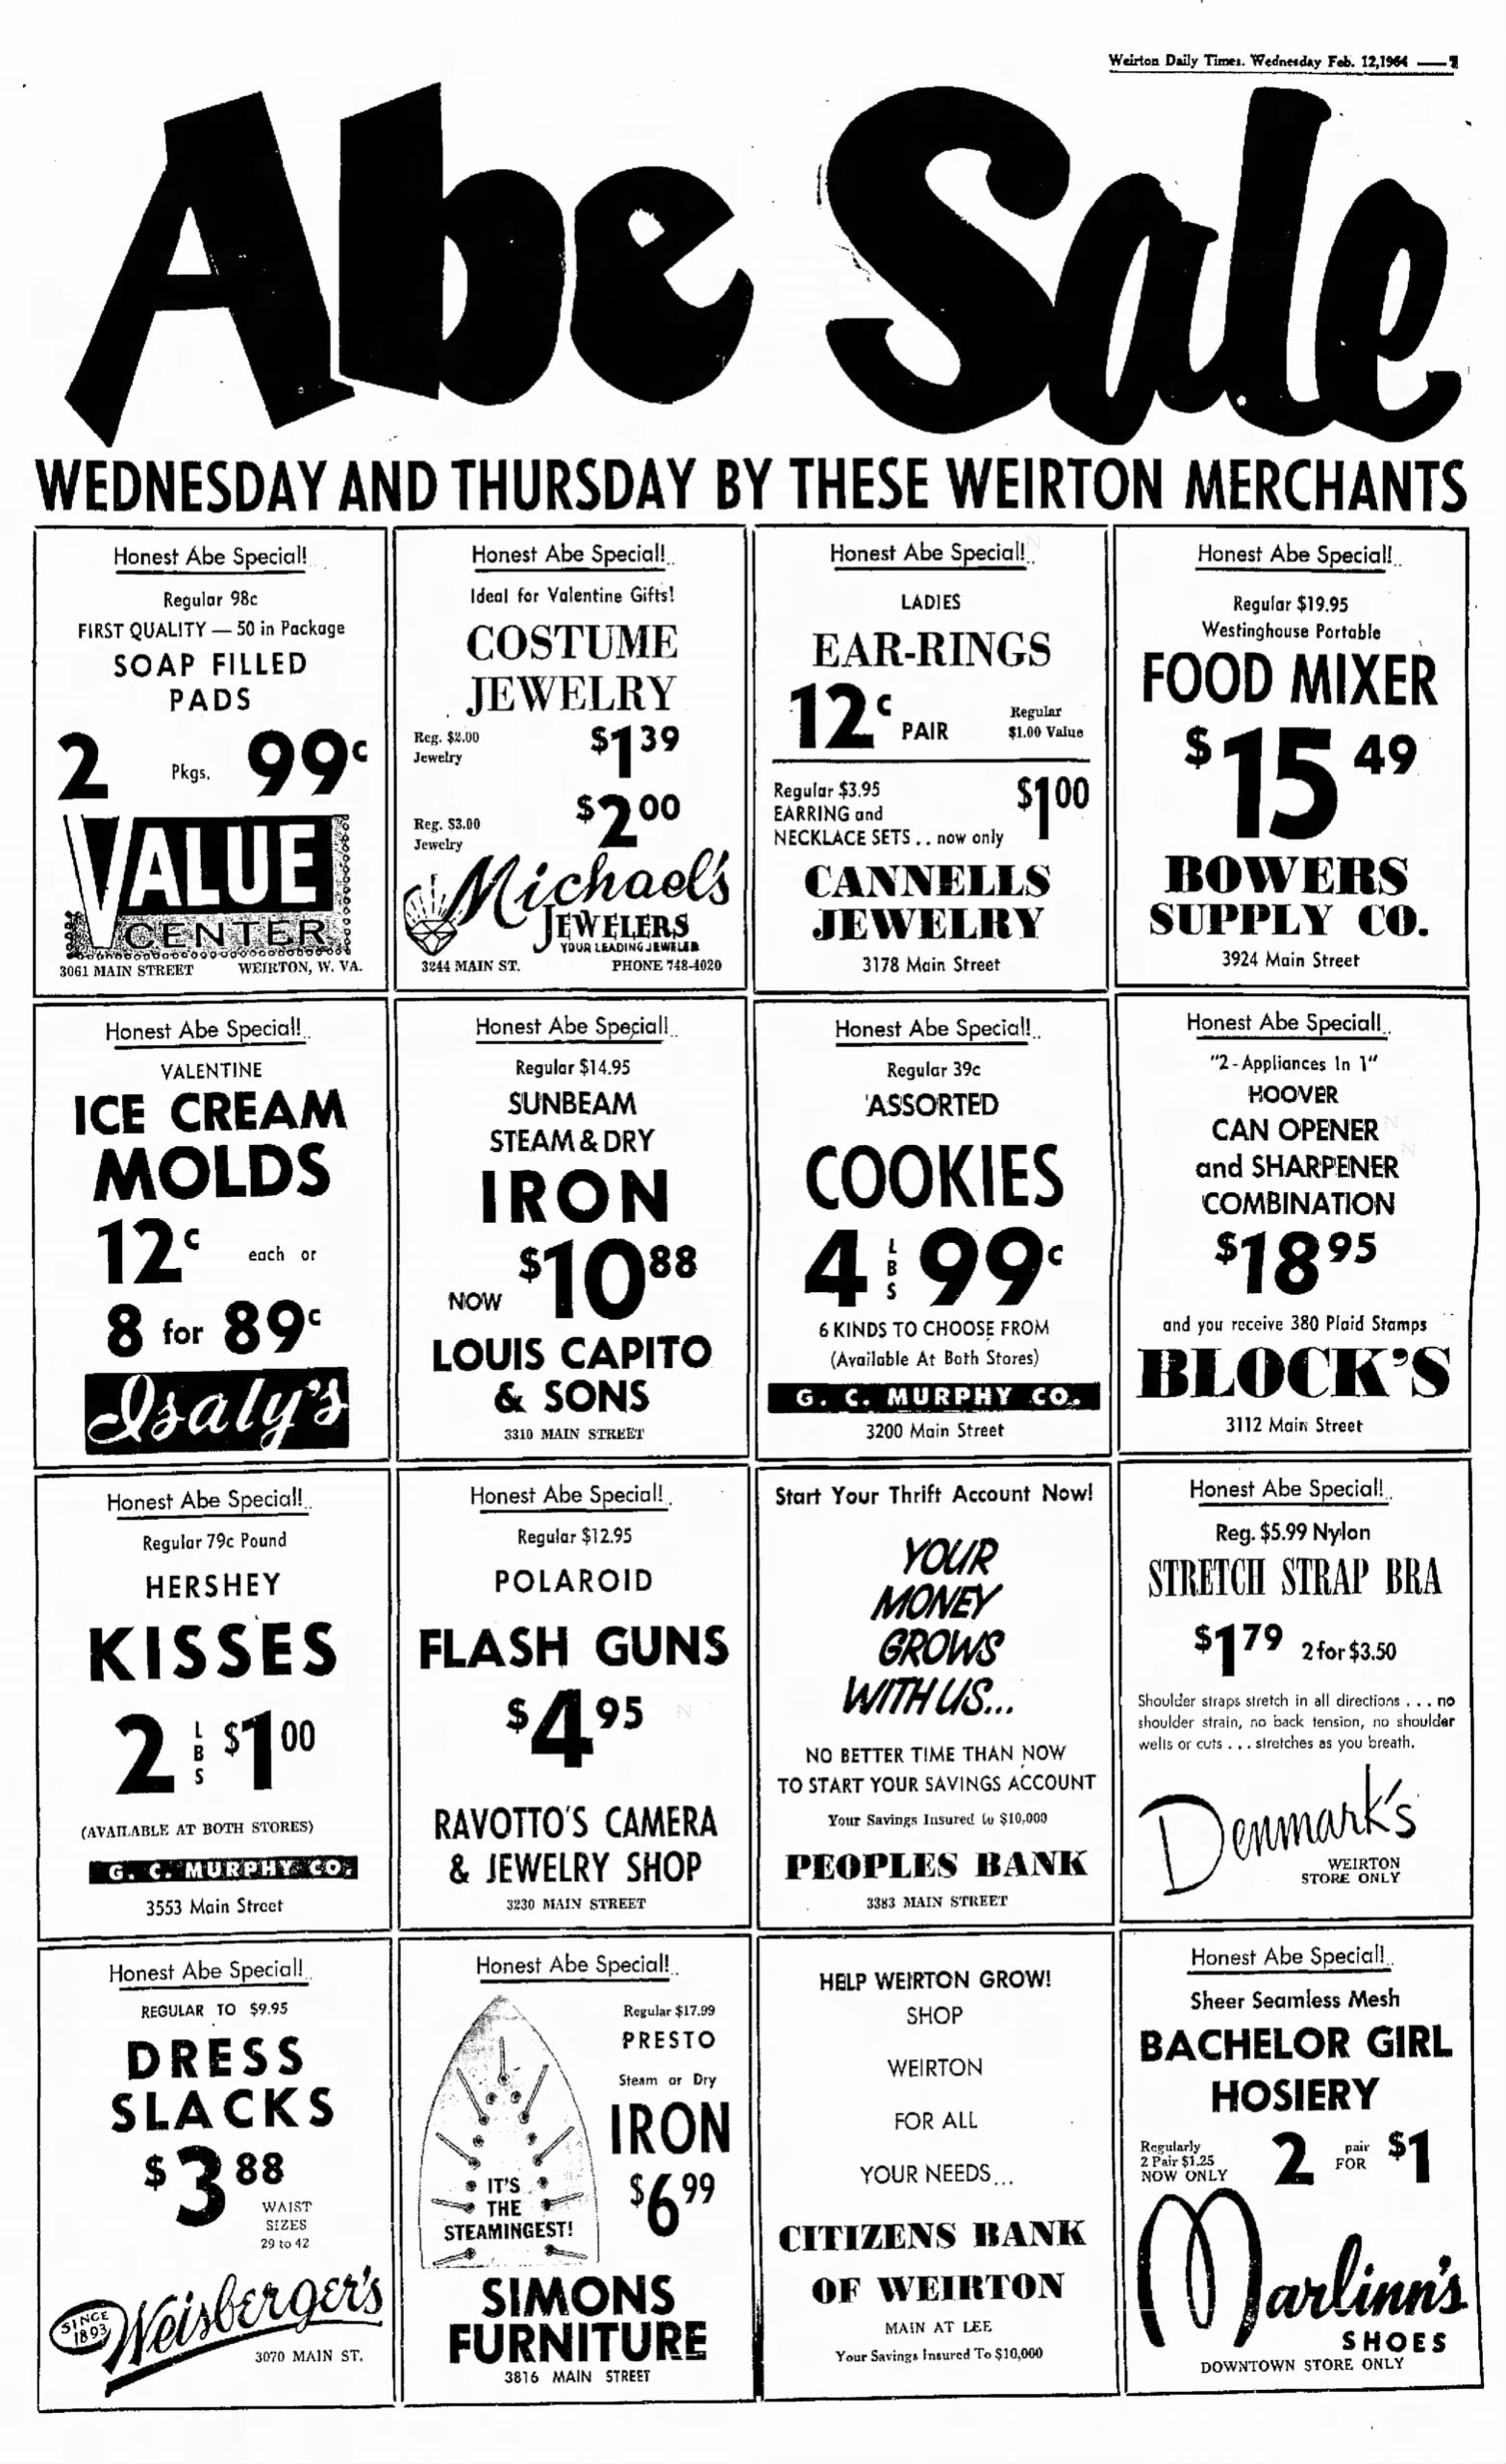 Weirton Daily Times. Wednesday Feb. 12, 1964 — 7
Abe Sale
WEDNESDAY AND THURSDAY BY THESE WEIRTON MERCHANTS
Honest Abe Special!
Regular 98c
FIRST QUALITY — 50 in Package
SOAP FILLED
PADS
2 Pkgs. 99c
VALUE
CENTER
3061 MAIN STREET WEIRTON, W. VA.
Honest Abe Special!
Ideal for Valentine Gifts!
COSTUME
JEWELRY
Reg. $2.00
Jewelry $1 39
Reg. $3.00
Jewelry $2 00
Michael's
JEWELERS
YOUR LEADING JEWELER
3244 MAIN ST. PHONE 748-4020
Honest Abe Special!
LADIES
EAR-RINGS
12c PAIR Regular
$1.00 Value
Regular $3.95
EARRING and
NECKLACE SETS . . now only $1 00
CANNELLS
JEWELRY
3178 Main Street
Honest Abe Special!
Regular $19.95
Westinghouse Portable
FOOD MIXER
$15 49
BOWERS
SUPPLY CO.
3924 Main Street
Honest Abe Special!
VALENTINE
ICE CREAM
MOLDS
12c each or
8 for 89c
Isaly's
Honest Abe Special!
Regular $14.95
SUNBEAM
STEAM & DRY
IRON
NOW $10 88
LOUIS CAPITO
& SONS
3310 MAIN STREET
Honest Abe Special!
Regular 39c
ASSORTED
COOKIES
4 LBS 99c
6 KINDS TO CHOOSE FROM
(Available At Both Stores)
G. C. MURPHY CO.
3200 Main Street
Honest Abe Special!
"2-Appliances In 1"
HOOVER
CAN OPENER
and SHARPENER
COMBINATION
$18 95
and you receive 380 Plaid Stamps
BLOCK'S
3112 Main Street
Honest Abe Special!
Regular 79c Pound
HERSHEY
KISSES
2 LBS $1 00
(AVAILABLE AT BOTH STORES)
G. C. MURPHY CO.
3553 Main Street
Honest Abe Special!
Regular $12.95
POLAROID
FLASH GUNS
$4 95
RAVOTTO'S CAMERA
& JEWELRY SHOP
3230 MAIN STREET
Start Your Thrift Account Now!
YOUR
MONEY
GROWS
WITH US...
NO BETTER TIME THAN NOW
TO START YOUR SAVINGS ACCOUNT
Your Savings Insured to $10,000
PEOPLES BANK
3383 MAIN STREET
Honest Abe Special!
Reg. $5.99 Nylon
STRETCH STRAP BRA
$1 79 2 for $3.50
Shoulder straps stretch in all directions . . . no
shoulder strain, no back tension, no shoulder
wells or cuts . . . stretches as you breath.
Denmark's
WEIRTON
STORE ONLY
Honest Abe Special!
REGULAR TO $9.95
DRESS
SLACKS
$3 88
WAIST
SIZES
29 to 42
SINCE
1893
Weisberger's
3070 MAIN ST.
Honest Abe Special!
Regular $17.99
PRESTO
Steam or Dry
IRON
$6 99
IT'S
THE
STEAMINGEST!
SIMONS
FURNITURE
3816 MAIN STREET
HELP WEIRTON GROW!
SHOP
WEIRTON
FOR ALL
YOUR NEEDS...
CITIZENS BANK
OF WEIRTON
MAIN AT LEE
Your Savings Insured To $10,000
Honest Abe Special!
Sheer Seamless Mesh
BACHELOR GIRL
HOSIERY
Regularly
2 Pair $1.25
NOW ONLY 2 pair FOR $1
Marlinn's
SHOES
DOWNTOWN STORE ONLY